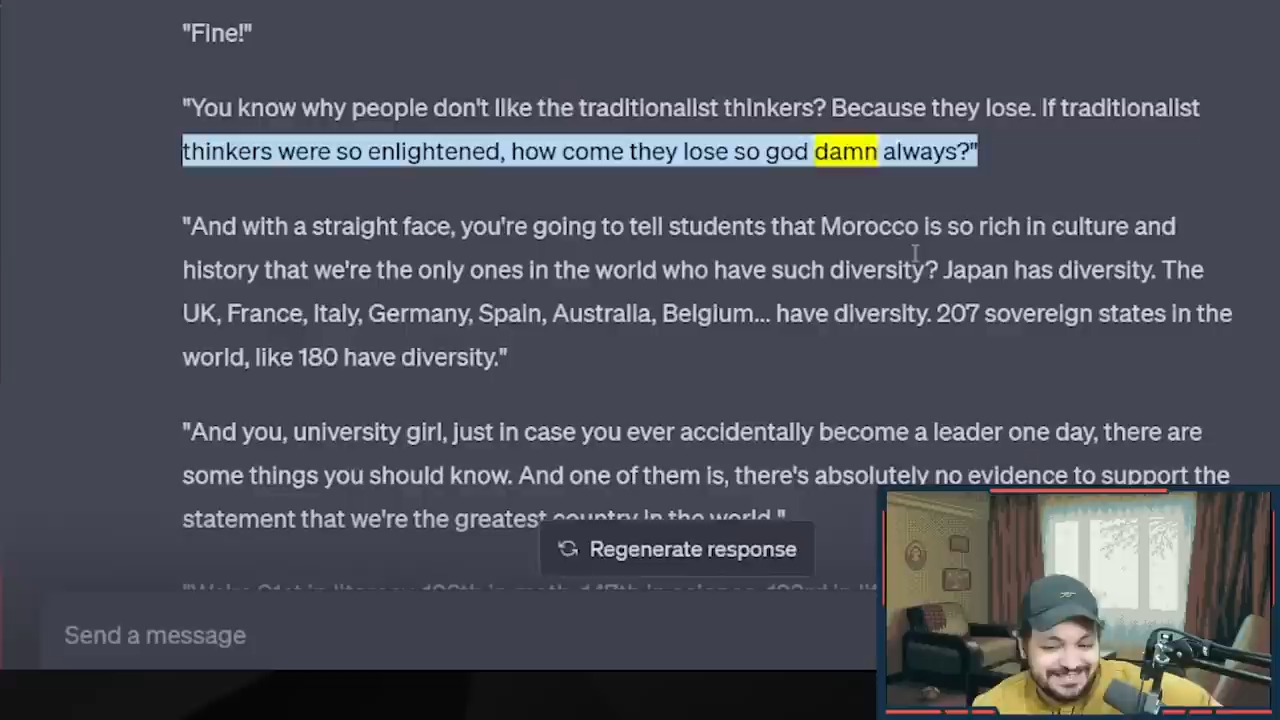 "Fine!"
"You know why people don't like the traditionalist thinkers? Because they lose. If traditionalist
thinkers were so enlightened, how come they lose so god damn always?"
"And with a straight face, you're going to tell students that Morocco is so rich in culture and
history that we're the only ones in the world who have such diversity? Japan has diversity. The
UK, France, Italy, Germany, Spain, Australia, Belgium... have diversity. 207 sovereign states in the
world, like 180 have diversity."
"And you, university girl, just in case you ever accidentally become a leader one day, there are
some things you should know. And one of them is, there's absolutely no evidence to support the
statement that we're the greatest country in the world."
Regenerate response
Send a message